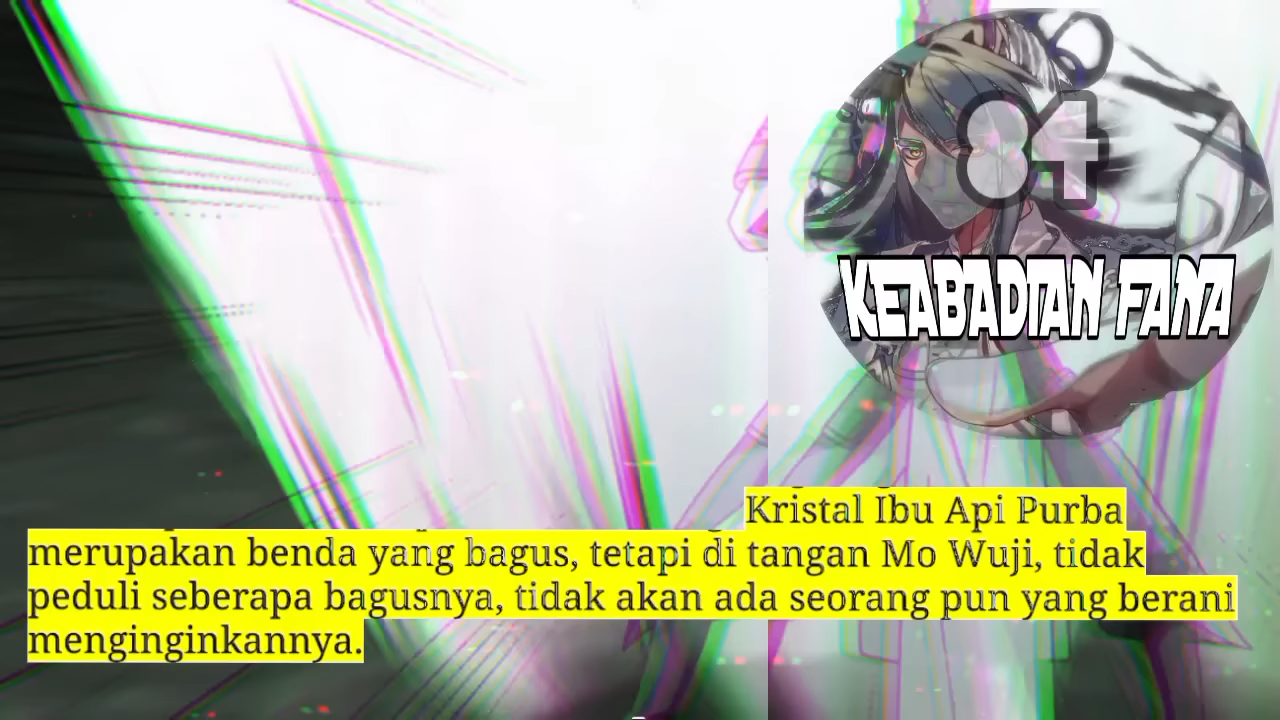 84
KEABADIAN FANA
Kristal Ibu Api Purba
merupakan benda yang bagus, tetapi di tangan Mo Wuji, tidak
peduli seberapa bagusnya, tidak akan ada seorang pun yang berani
menginginkannya.